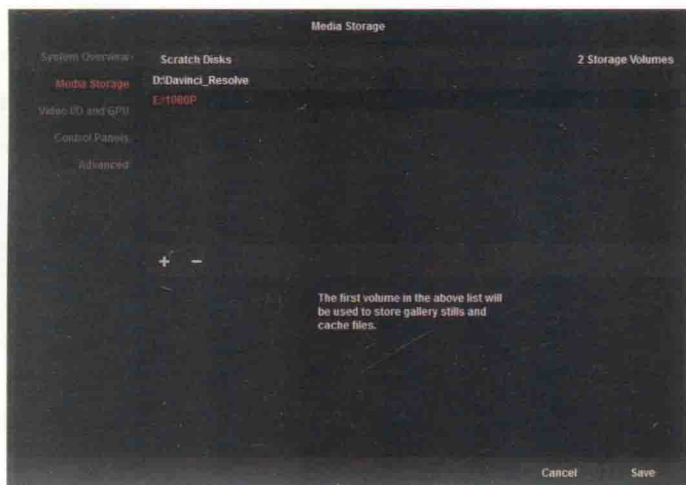 Media Storage
System Overview
Media Storage
Video I/O and GPU
Control Panels
Advanced
Scratch Disks
2 Storage Volumes
D:\Davinci_Resolve
E:\1080P
+ -
The first volume in the above list will
be used to store gallery stills and
cache files.
Cancel
Save